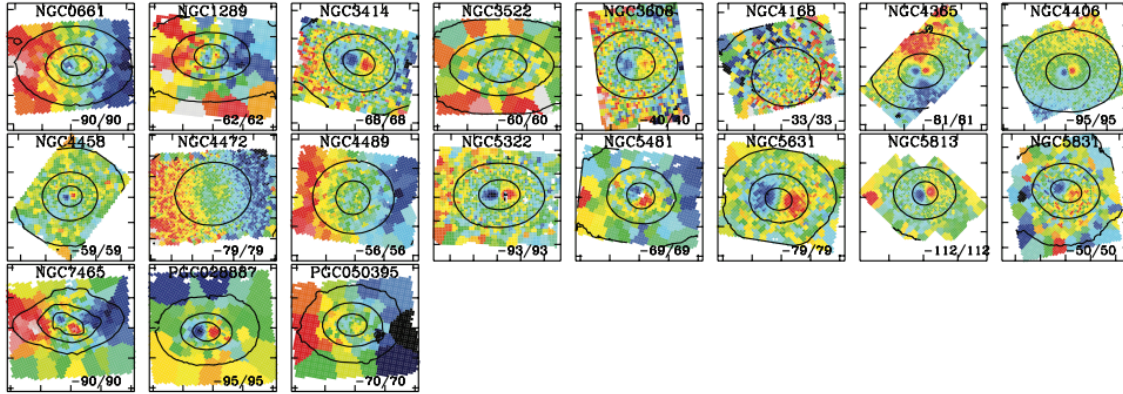 NGC0661 NGC1289 NGC3414 NGC3522 NGC3608 NGC4168 NGC4365 NGC4406
-90/90 -62/62 -68/68 -60/60 -40/40 -33/33 -81/81 -95/95
NGC4458 NGC4472 NGC4489 NGC5322 NGC5481 NGC5631 NGC5813 NGC5831
-59/59 -79/79 -56/56 -93/93 -69/69 -79/79 -112/112 -50/50
NGC7465 PGC028887 PGC050395
-90/90 -95/95 -70/70